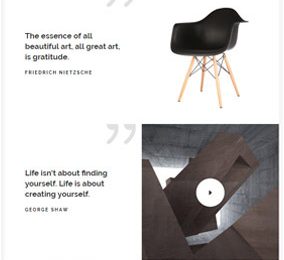 The essence of all
beautiful art, all great art,
is gratitude.
FRIEDRICH NIETZSCHE
Life isn't about finding
yourself. Life is about
creating yourself.
GEORGE SHAW